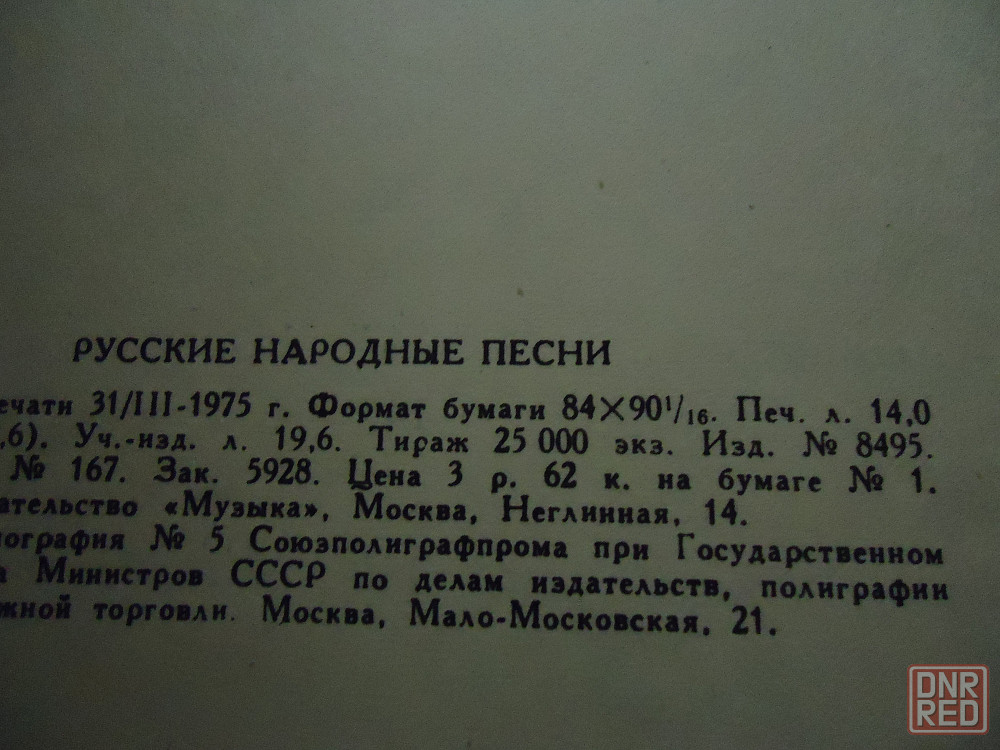 РУССКИЕ НАРОДНЫЕ ПЕСНИ
ечати 31/III-1975 г. Формат бумаги 84×90¹/₁₆. Печ. л. 14,0
,6). Уч.-изд. л. 19,6. Тираж 25 000 экз. Изд. № 8495.
№ 167. Зак. 5928. Цена 3 р. 62 к. на бумаге № 1.
ательство «Музыка», Москва, Неглинная, 14.
ография № 5 Союзполиграфпрома при Государственном
а Министров СССР по делам издательств, полиграфии
жной торговли. Москва, Мало-Московская, 21.
DNR
RED